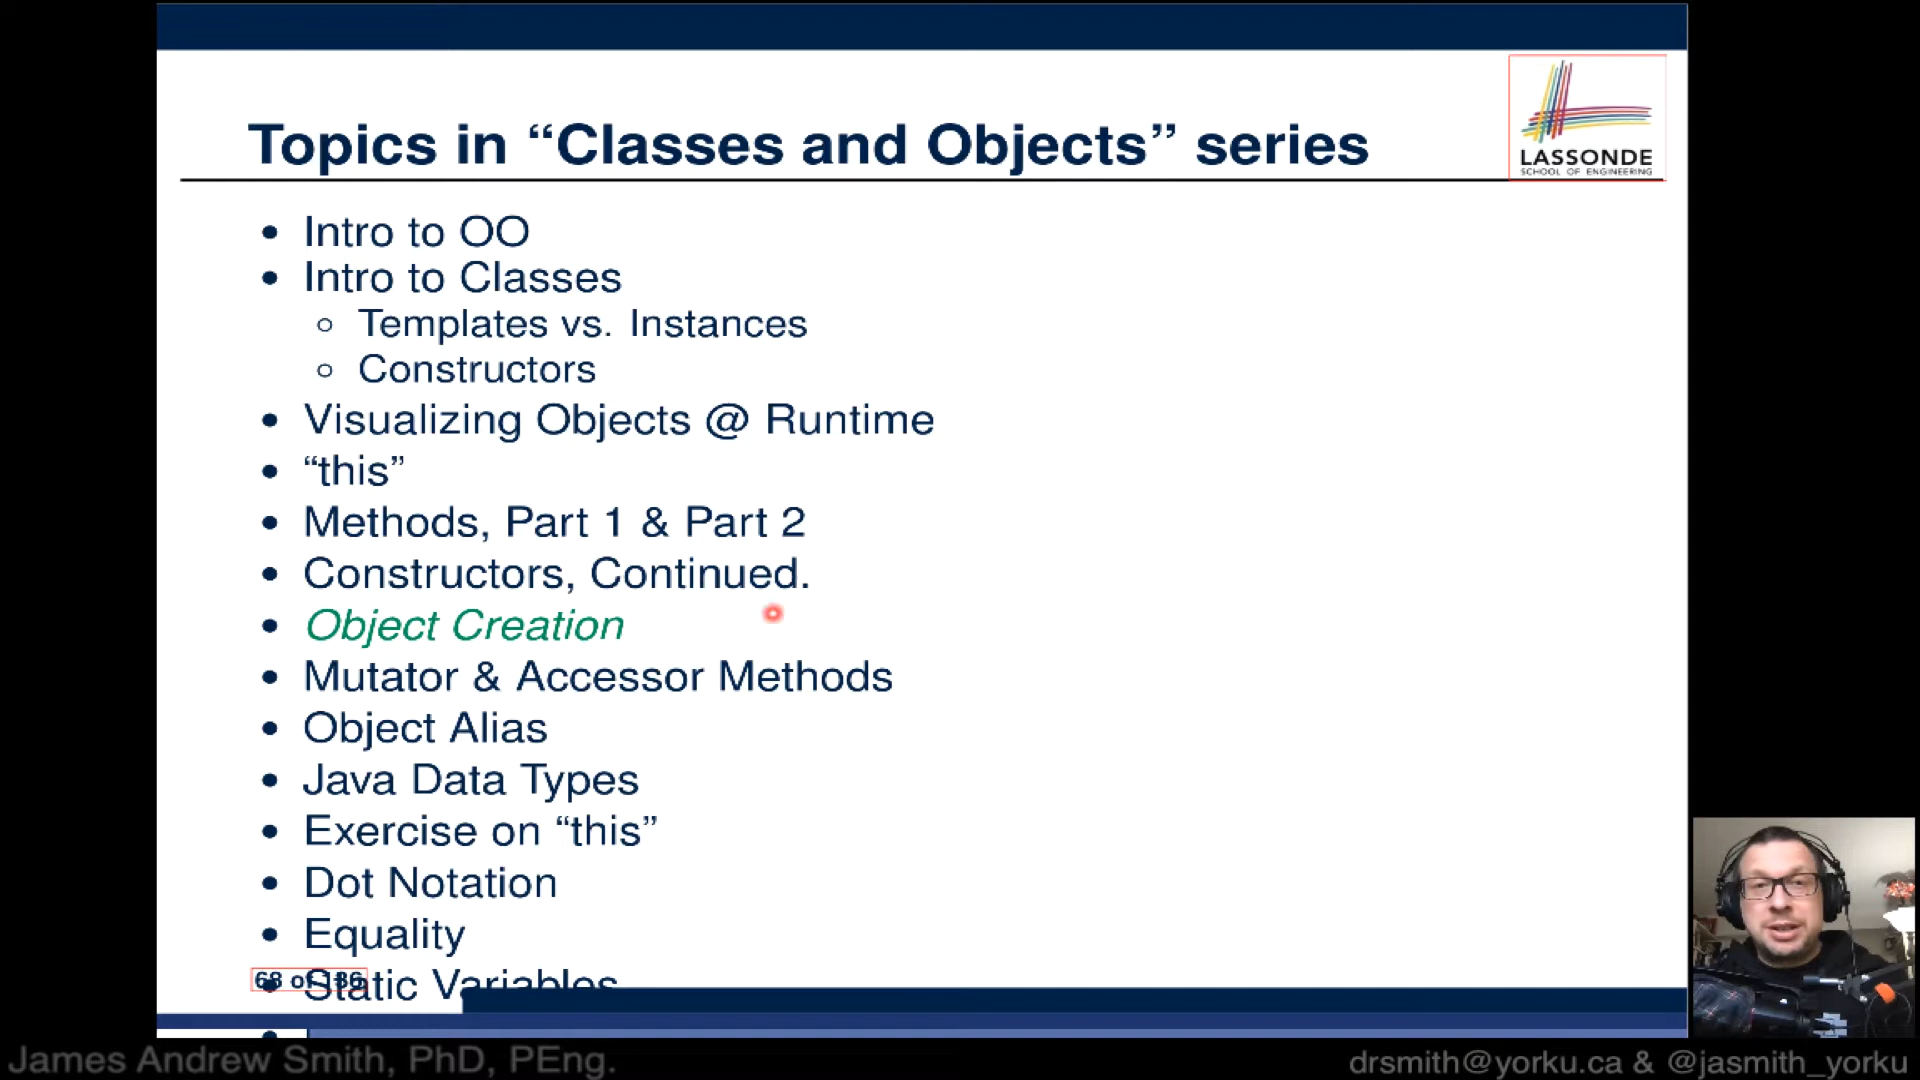 Topics in “Classes and Objects” series
LASSONDE
SCHOOL OF ENGINEERING
• Intro to OO
• Intro to Classes
○ Templates vs. Instances
○ Constructors
• Visualizing Objects @ Runtime
• “this”
• Methods, Part 1 & Part 2
• Constructors, Continued.
• Object Creation
• Mutator & Accessor Methods
• Object Alias
• Java Data Types
• Exercise on “this”
• Dot Notation
• Equality
• Static Variables
68 of 186
James Andrew Smith, PhD, PEng.
drsmith@yorku.ca & @jasmith_yorku